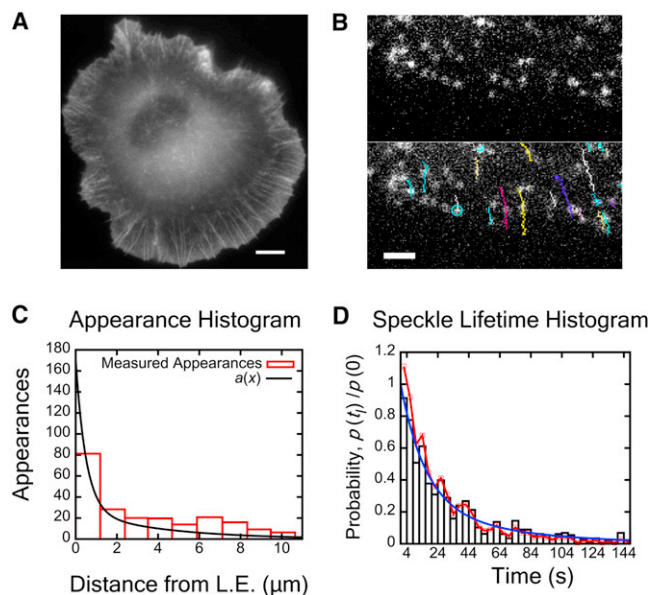 A
B
C
Appearance Histogram
Appearances
180
160
140
120
100
80
60
40
20
0
Measured Appearances
a(x)
0
2
4
6
8
10
Distance from L.E. (μm)
D
Speckle Lifetime Histogram
Probability, p(tᵢ)/p(0)
1.2
1
0.8
0.6
0.4
0.2
0
4
24
44
64
84
104
124
144
Time (s)